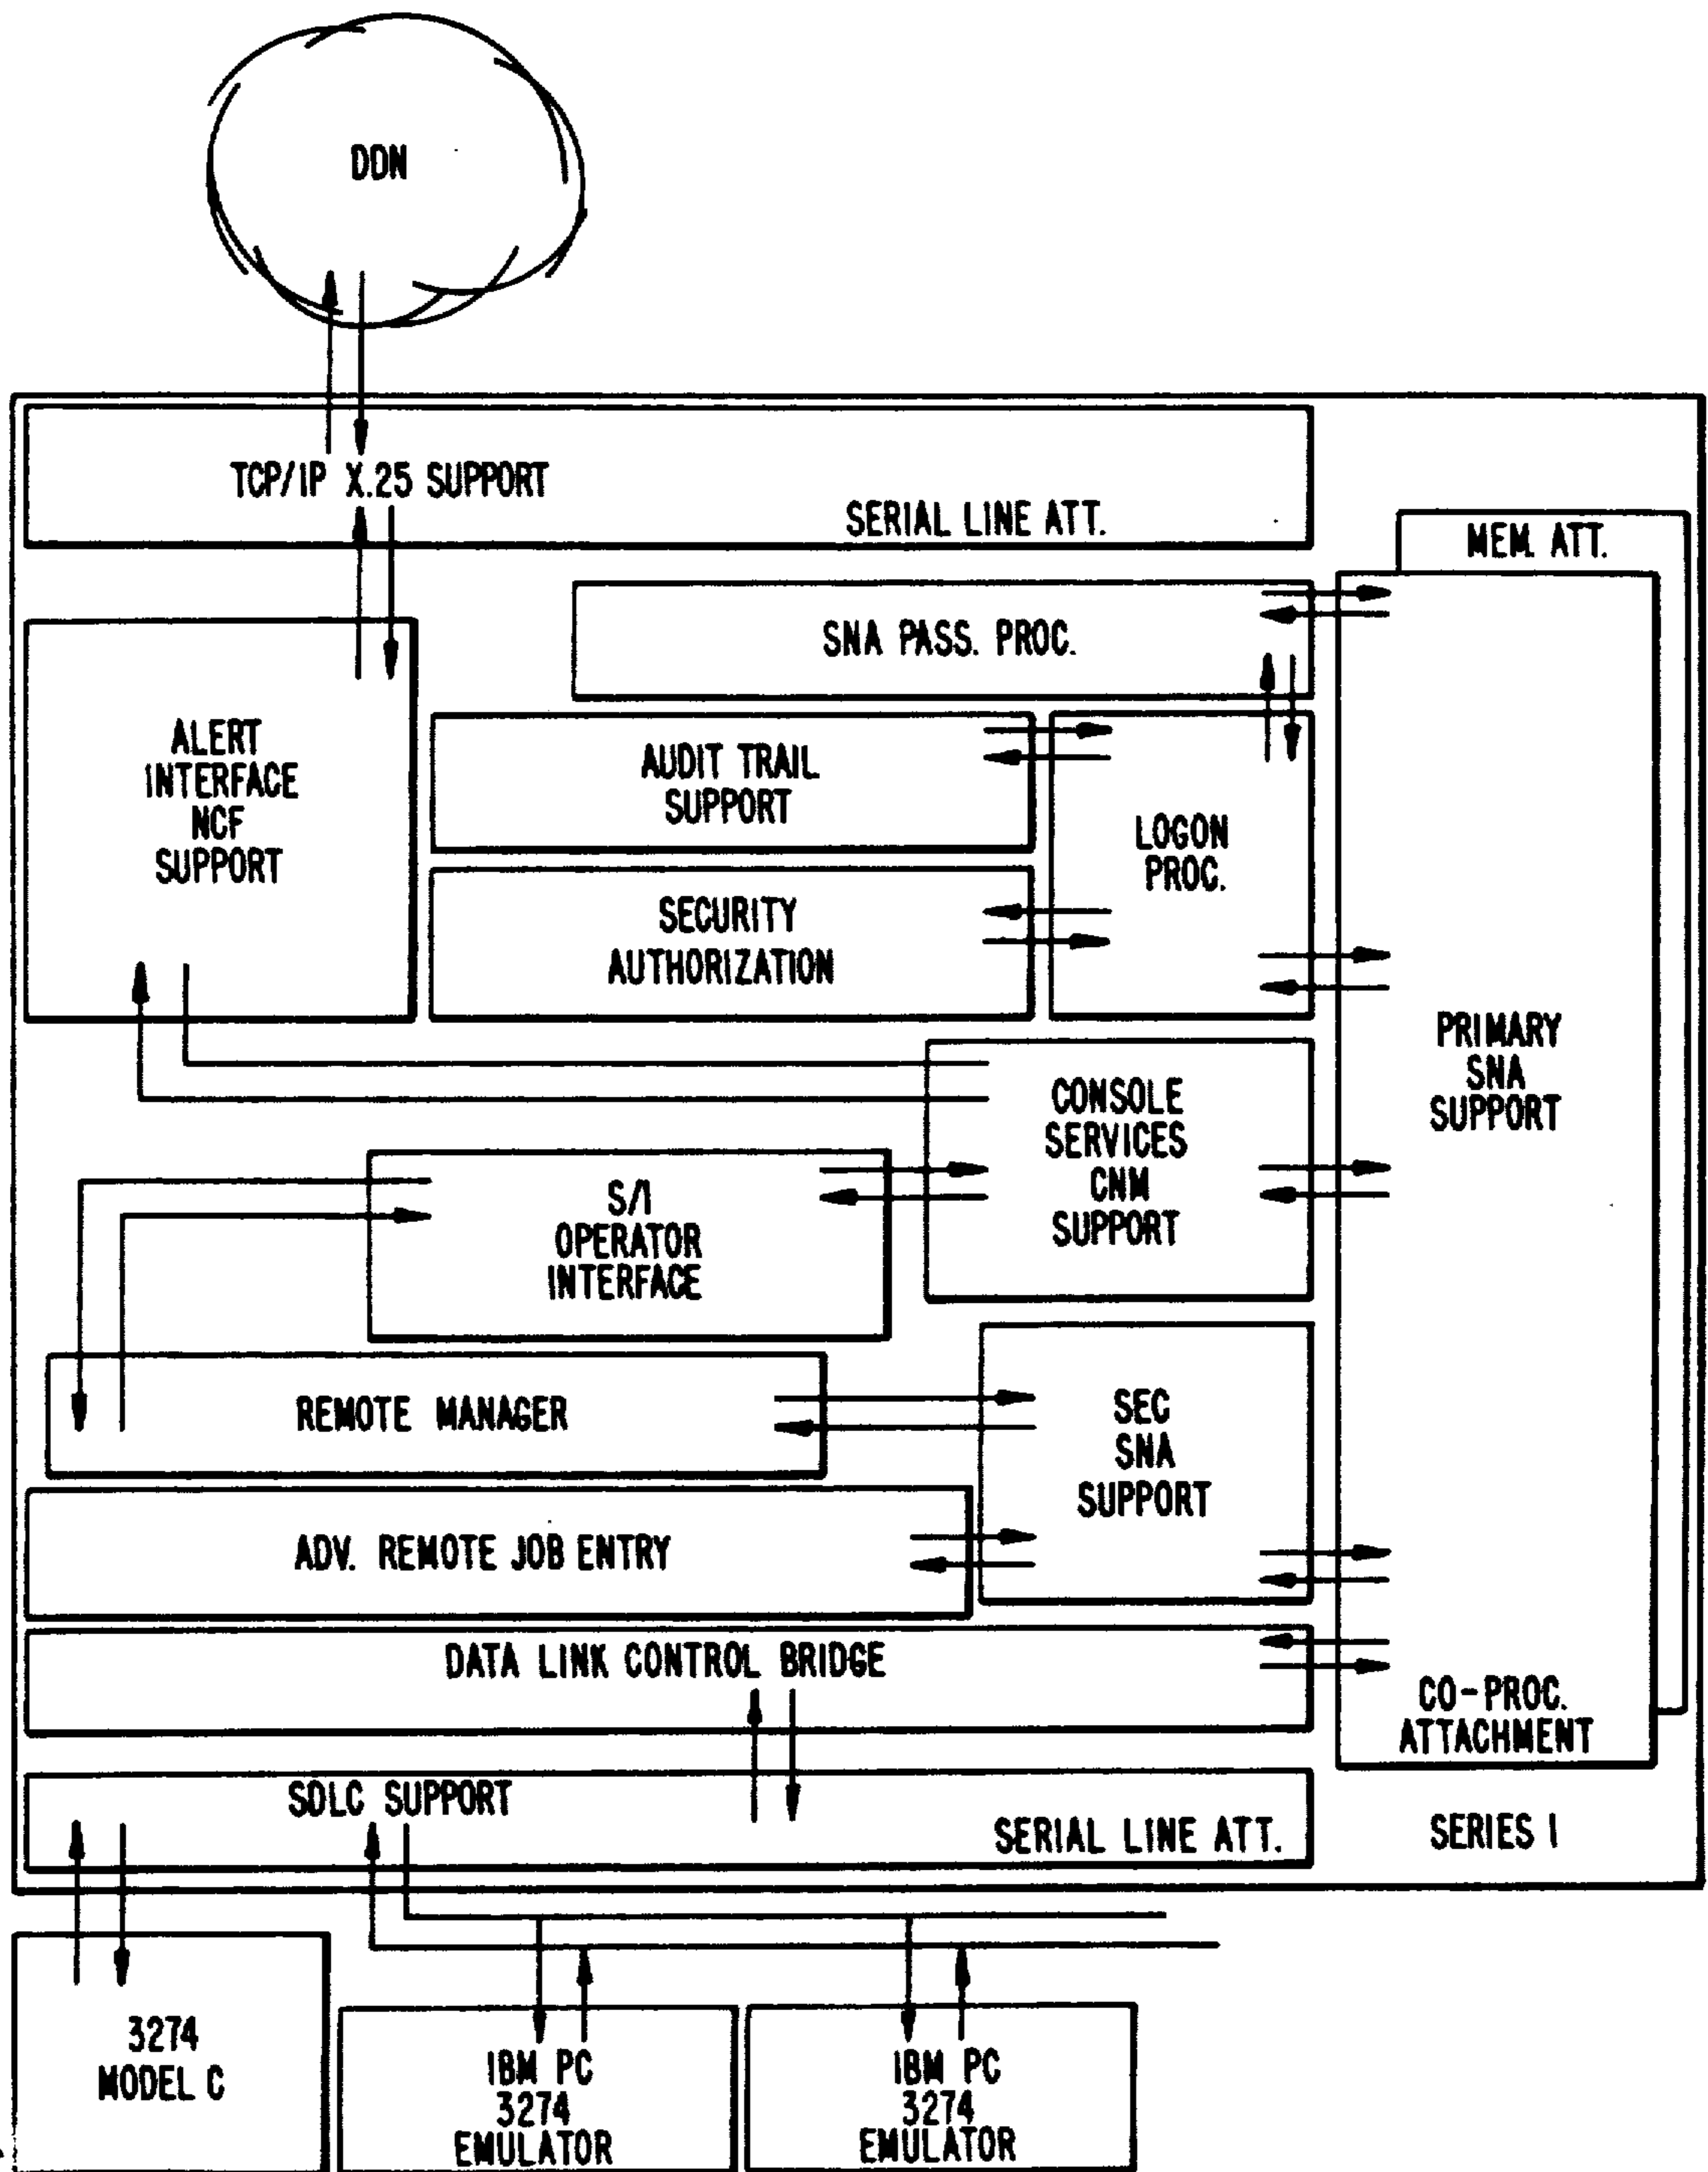 DDN
TCP/IP X.25 SUPPORT
SERIAL LINE ATT.
MEM. ATT.
SNA PASS. PROC.
ALERT
INTERFACE
NCF
SUPPORT
AUDIT TRAIL
SUPPORT
LOGON
PROC.
SECURITY
AUTHORIZATION
PRIMARY
SNA
SUPPORT
CONSOLE
SERVICES
CNM
SUPPORT
S/1
OPERATOR
INTERFACE
REMOTE MANAGER
SEC
SNA
SUPPORT
ADV. REMOTE JOB ENTRY
DATA LINK CONTROL BRIDGE
CO-PROC.
ATTACHMENT
SDLC SUPPORT
SERIAL LINE ATT.
SERIES 1
3274
MODEL C
IBM PC
3274
EMULATOR
IBM PC
3274
EMULATOR